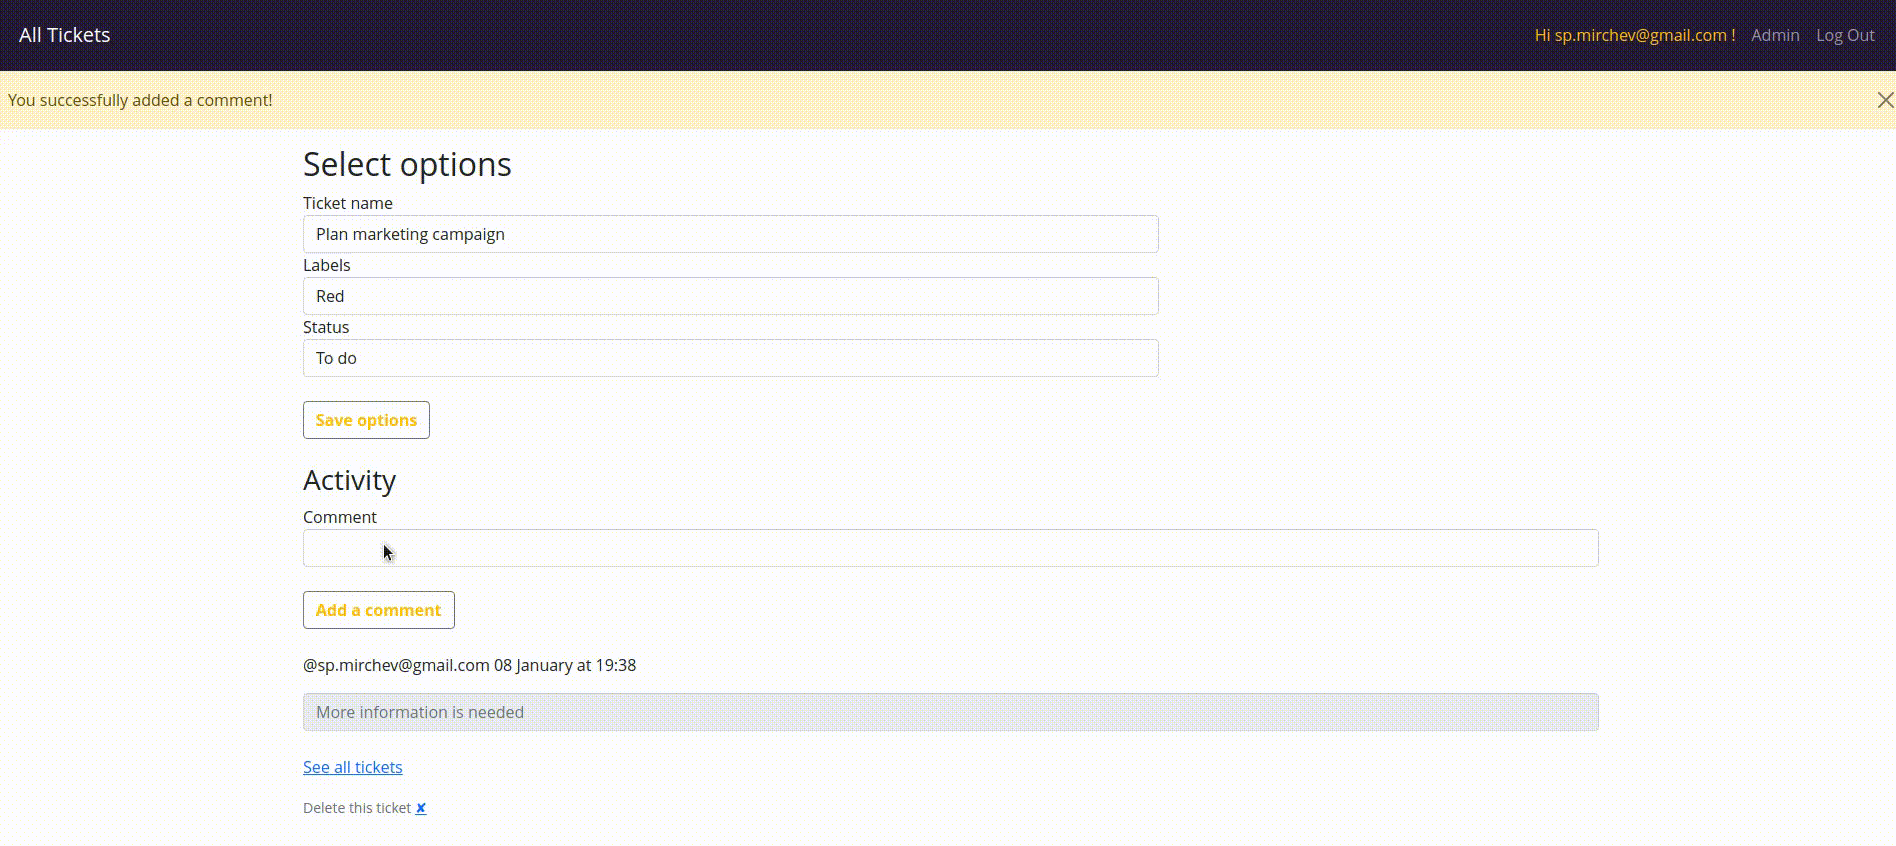 All Tickets
Hi sp.mirchev@gmail.com ! Admin Log Out
You successfully added a comment!
Select options
Ticket name
Plan marketing campaign
Labels
Red
Status
To do
Save options
Activity
Comment
Add a comment
@sp.mirchev@gmail.com 08 January at 19:38
More information is needed
See all tickets
Delete this ticket ✘